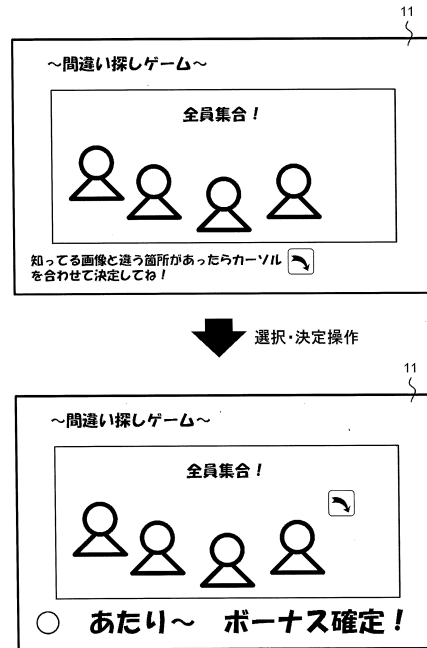 11
～間違い探しゲーム～
全員集合！
知ってる画像と違う箇所があったらカーソル
を合わせて決定してね！
選択・決定操作
11
～間違い探しゲーム～
全員集合！
○ あたり～ ボーナス確定！